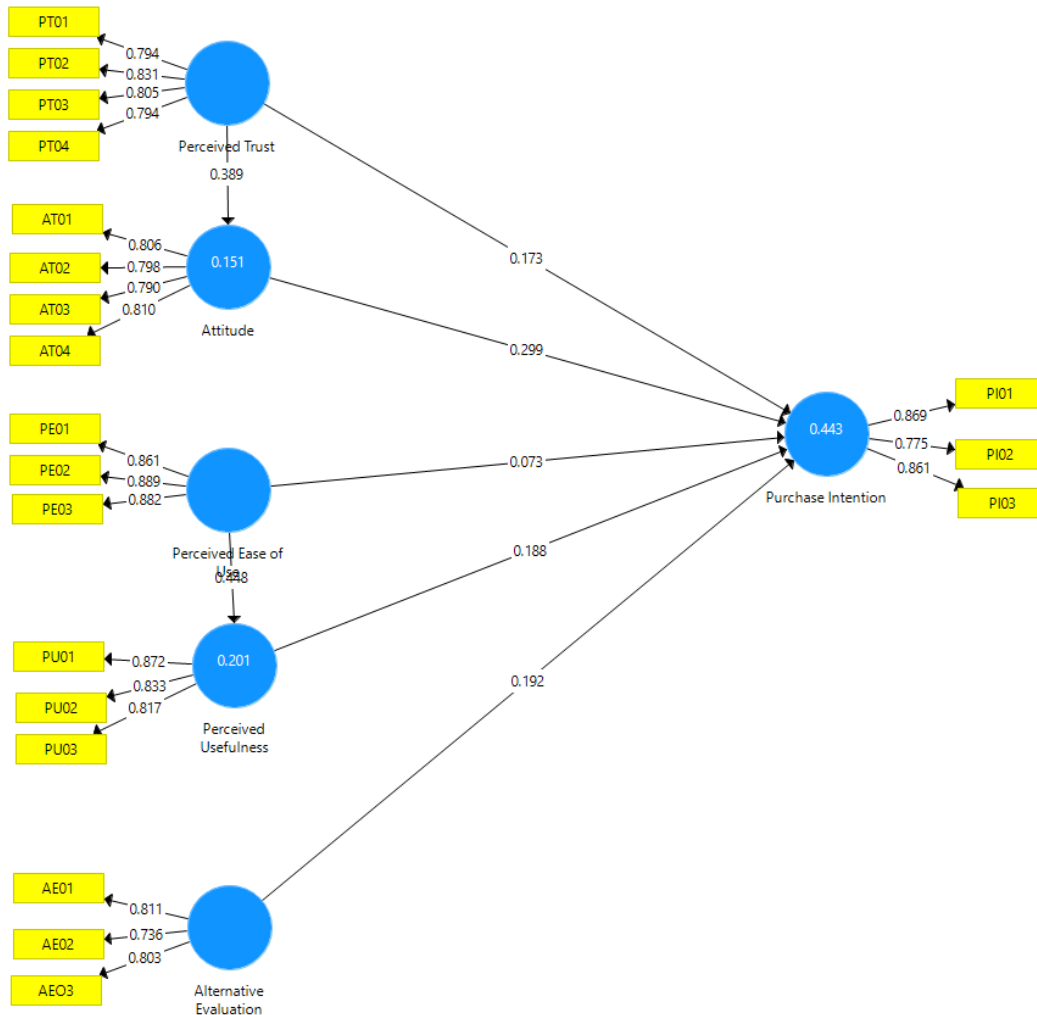 PT01
0.794
PT02
0.831
PT03
0.805
PT04
0.794
Perceived Trust
0.389
0.173
AT01
0.806
AT02
0.798
AT03
0.790
AT04
0.810
0.151
Attitude
0.299
PE01
0.861
PE02
0.889
PE03
0.882
Perceived Ease of
Use
0.448
0.073
0.443
Purchase Intention
PI01
0.869
PI02
0.775
PI03
0.861
0.188
PU01
0.872
PU02
0.833
PU03
0.817
0.201
Perceived
Usefulness
0.192
AE01
0.811
AE02
0.736
AEO3
0.803
Alternative
Evaluation